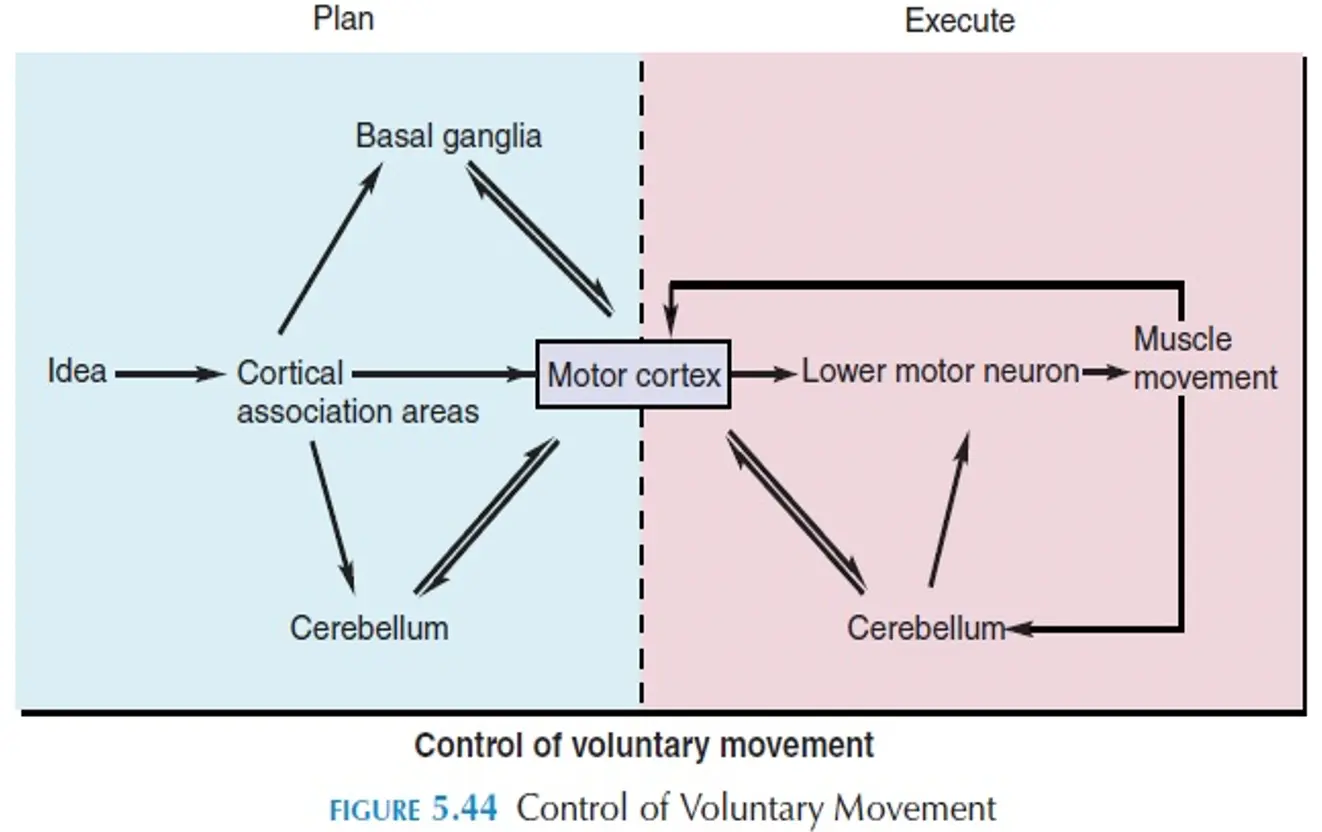 Plan
Execute
Basal ganglia
Idea
Cortical
association areas
Motor cortex
Lower motor neuron
Muscle
movement
Cerebellum
Cerebellum
Control of voluntary movement
FIGURE 5.44 Control of Voluntary Movement